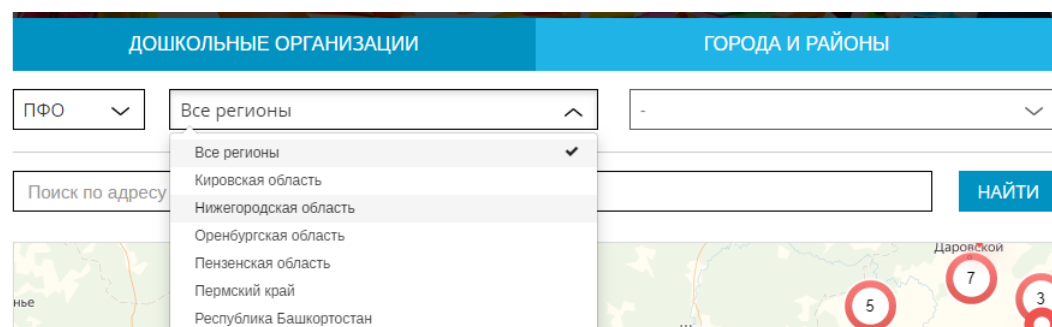 ДОШКОЛЬНЫЕ ОРГАНИЗАЦИИ
ГОРОДА И РАЙОНЫ
ПФО
Все регионы
-
Все регионы
Кировская область
Нижегородская область
Оренбургская область
Пензенская область
Пермский край
Республика Башкортостан
Поиск по адресу
НАЙТИ
Даровской
7
5
3
нье